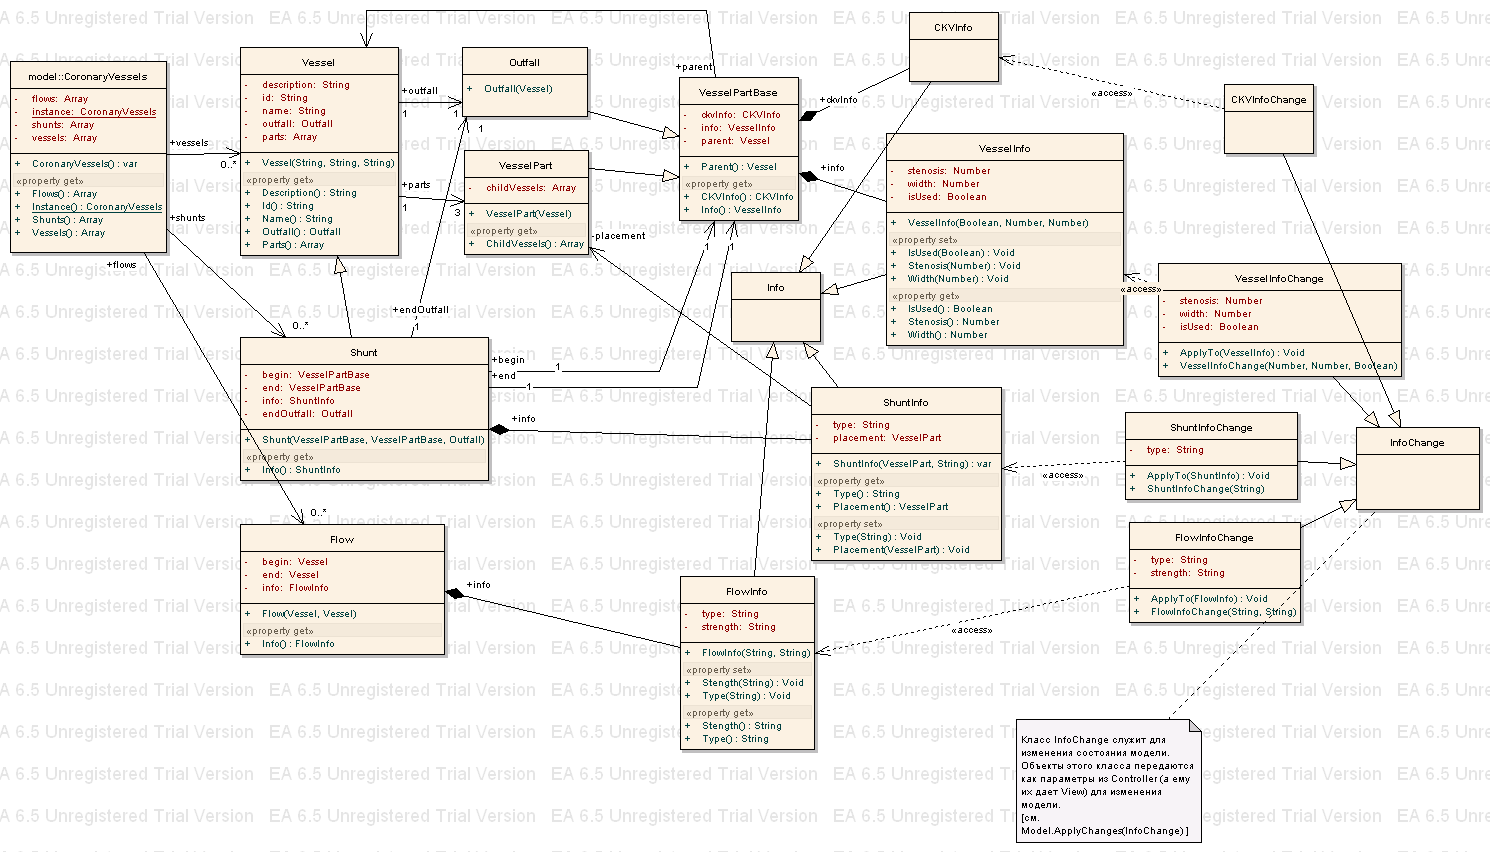 EA 6.5 Unregistered Trial Version
model::CoronaryVessels
- flows: Array
- instance: CoronaryVessels
- shunts: Array
- vessels: Array
+ CoronaryVessels() : var
«property get»
+ Flows() : Array
+ Instance() : CoronaryVessels
+ Shunts() : Array
+ Vessels() : Array
+vessels
0..*
+shunts
0..*
+flows
0..*
Vessel
- description: String
- id: String
- name: String
- outfall: Outfall
- parts: Array
+ Vessel(String, String, String)
«property get»
+ Description() : String
+ Id() : String
+ Name() : String
+ Outfall() : Outfall
+ Parts() : Array
+outfall
1
1
+parts
1
3
Outfall
+ Outfall(Vessel)
1
VesselPart
- childVessels: Array
+ VesselPart(Vessel)
«property get»
+ ChildVessels() : Array
-placement
+parent
VesselPartBase
- ckvInfo: CKVInfo
- info: VesselInfo
- parent: Vessel
+ Parent() : Vessel
«property get»
+ CKVInfo() : CKVInfo
+ Info() : VesselInfo
1
1
+ckvInfo
+info
CKVInfo
«access»
CKVInfoChange
VesselInfo
- stenosis: Number
- width: Number
- isUsed: Boolean
+ VesselInfo(Boolean, Number, Number)
«property set»
+ IsUsed(Boolean) : Void
+ Stenosis(Number) : Void
+ Width(Number) : Void
«property get»
+ IsUsed() : Boolean
+ Stenosis() : Number
+ Width() : Number
«access»
VesselInfoChange
- stenosis: Number
- width: Number
- isUsed: Boolean
+ ApplyTo(VesselInfo) : Void
+ VesselInfoChange(Number, Number, Boolean)
Info
+endOutfall
1
Shunt
- begin: VesselPartBase
- end: VesselPartBase
- info: ShuntInfo
- endOutfall: Outfall
+ Shunt(VesselPartBase, VesselPartBase, Outfall)
«property get»
+ Info() : ShuntInfo
+begin
1
+end
1
+info
ShuntInfo
- type: String
- placement: VesselPart
+ ShuntInfo(VesselPart, String) : var
«property get»
+ Type() : String
+ Placement() : VesselPart
«property set»
+ Type(String) : Void
+ Placement(VesselPart) : Void
«access»
ShuntInfoChange
- type: String
+ ApplyTo(ShuntInfo) : Void
+ ShuntInfoChange(String)
InfoChange
Flow
- begin: Vessel
- end: Vessel
- info: FlowInfo
+ Flow(Vessel, Vessel)
«property get»
+ Info() : FlowInfo
+info
FlowInfo
- type: String
- strength: String
+ FlowInfo(String, String)
«property set»
+ Stength(String) : Void
+ Type(String) : Void
«property get»
+ Stength() : String
+ Type() : String
«access»
FlowInfoChange
- type: String
- strength: String
+ ApplyTo(FlowInfo) : Void
+ FlowInfoChange(String, String)
Класс InfoChange служит для
изменения состояния модели.
Объекты этого класса передаются
как параметры из Controller (а ему
их дает View) для изменения
модели.
[см.
Model.ApplyChanges(InfoChange) ]